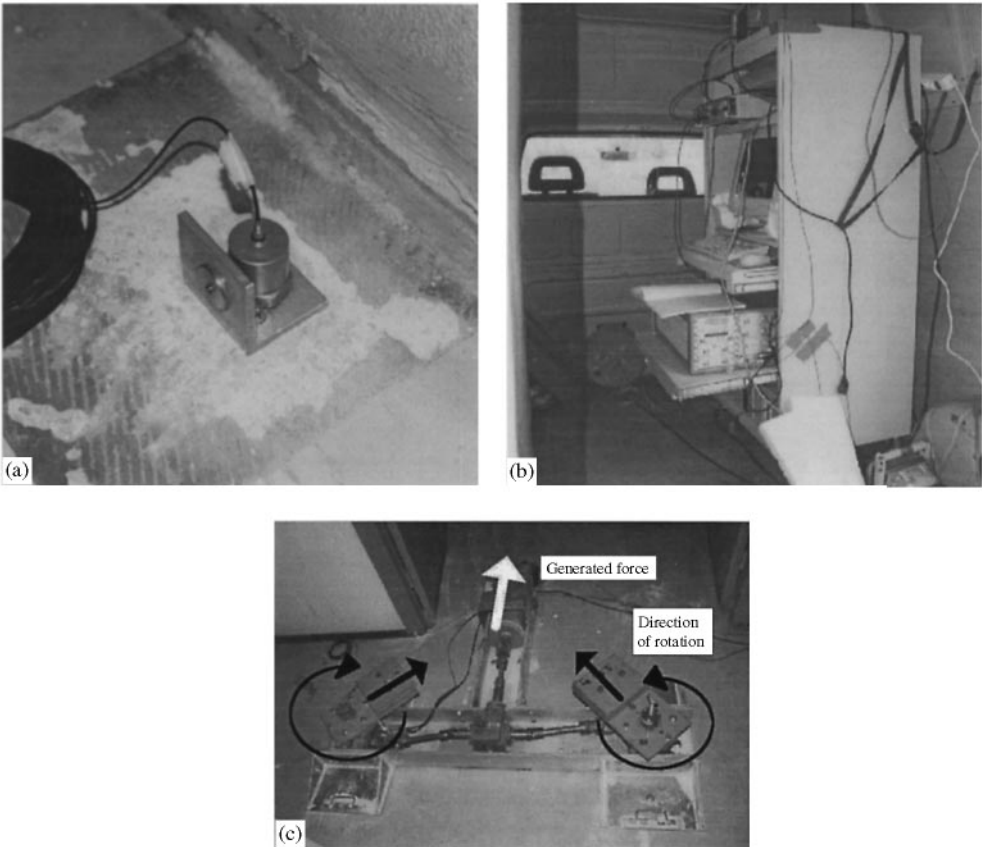 (a)
(b)
Generated force
Direction
of rotation
(c)